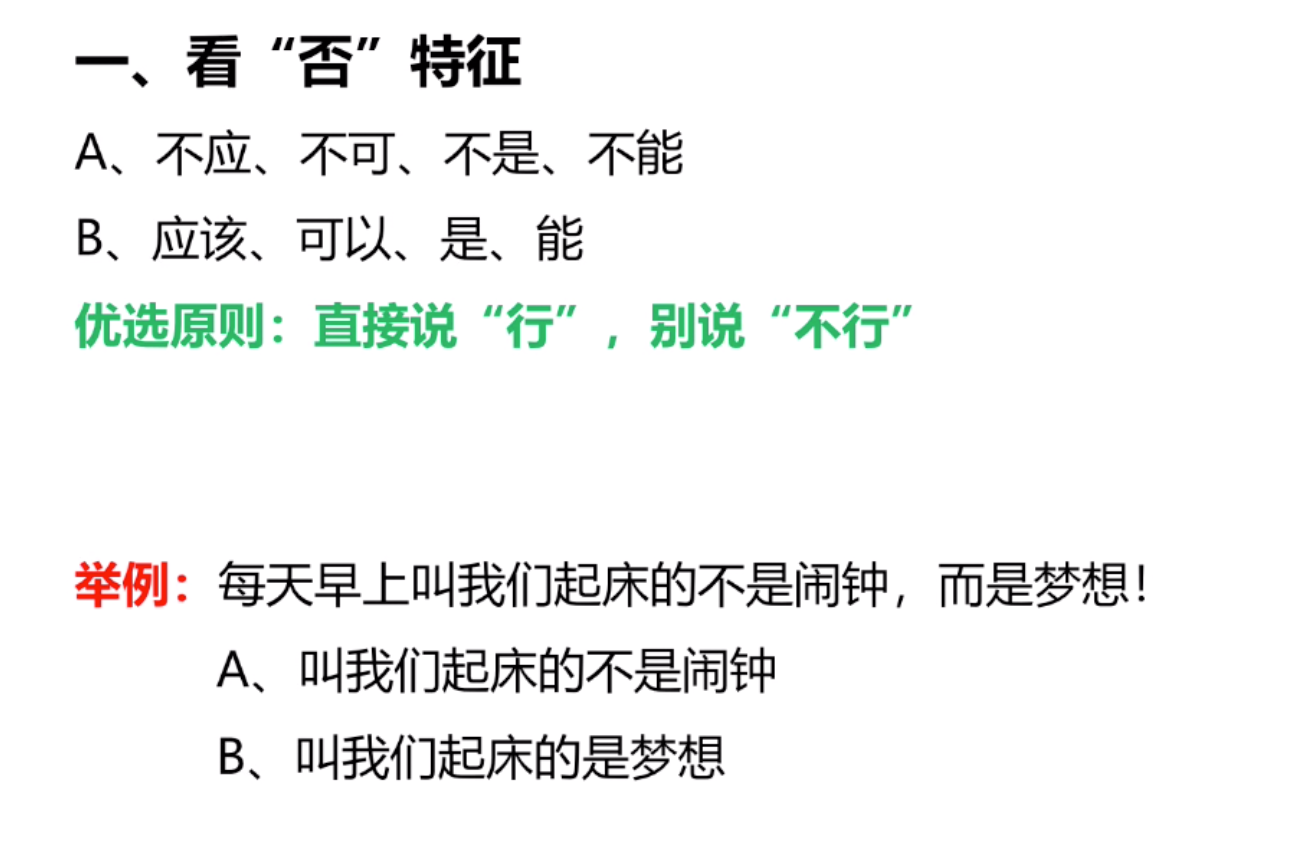 一、看“否”特征
A、不应、不可、不是、不能
B、应该、可以、是、能
优选原则：直接说“行”，别说“不行”
举例：每天早上叫我们起床的不是闹钟，而是梦想！
A、叫我们起床的不是闹钟
B、叫我们起床的是梦想